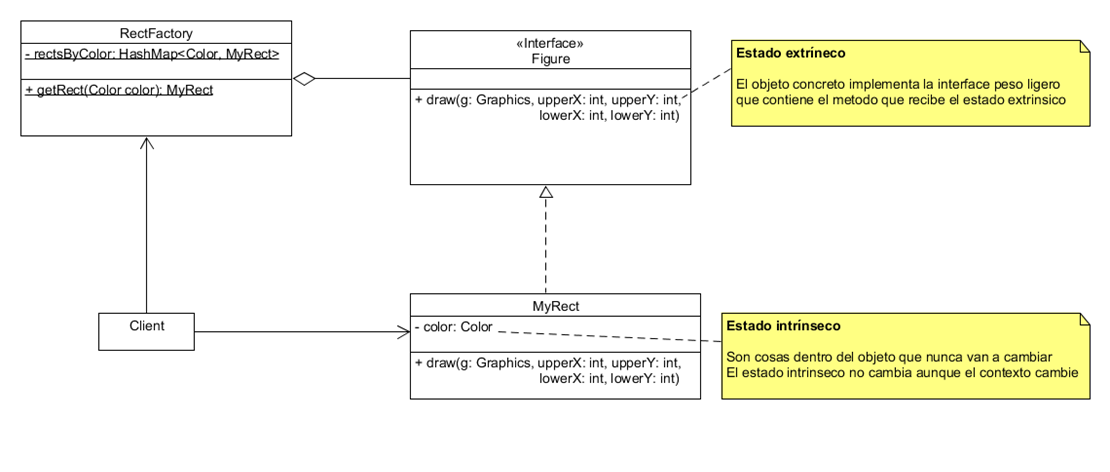 RectFactory
- rectsByColor: HashMap<Color, MyRect>
+ getRect(Color color): MyRect
«Interface»
Figure
+ draw(g: Graphics, upperX: int, upperY: int,
lowerX: int, lowerY: int)
Estado extríneco
El objeto concreto implementa la interface peso ligero
que contiene el metodo que recibe el estado extrinsico
Client
MyRect
- color: Color
+ draw(g: Graphics, upperX: int, upperY: int,
lowerX: int, lowerY: int)
Estado intrínseco
Son cosas dentro del objeto que nunca van a cambiar
El estado intrinseco no cambia aunque el contexto cambie